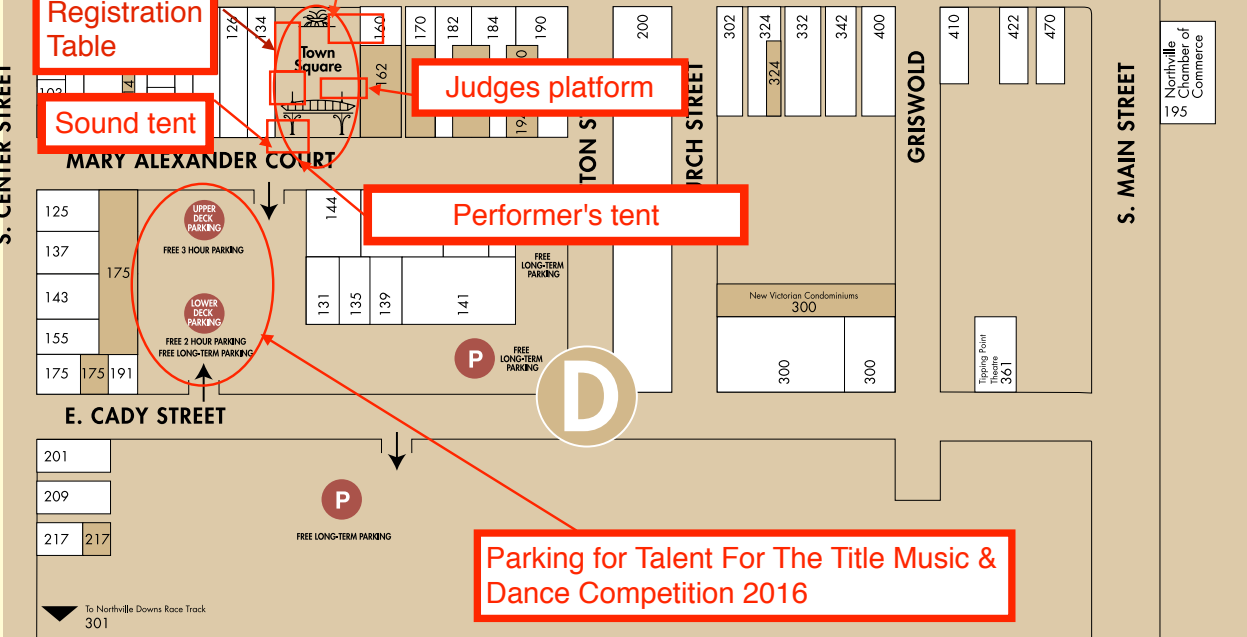 Registration
Table
126
134
160
170
182
184
190
200
302
324
332
342
400
410
422
470
Northville
Chamber of
Commerce
195
Town
Square
162
324
Judges platform
Sound tent
MARY ALEXANDER COURT
GRISWOLD
S. MAIN STREET
S. CENTER STREET
Performer's tent
125
137
143
155
175
175
175
191
UPPER
DECK
PARKING
FREE 3 HOUR PARKING
LOWER
DECK
PARKING
FREE 2 HOUR PARKING
FREE LONG-TERM PARKING
144
131
135
139
141
FREE
LONG-TERM
PARKING
P
FREE
LONG-TERM
PARKING
D
New Victorian Condominiums
300
300
300
Tipping Point
Theatre
361
E. CADY STREET
201
209
217
217
P
FREE LONG-TERM PARKING
Parking for Talent For The Title Music &
Dance Competition 2016
To Northville Downs Race Track
301